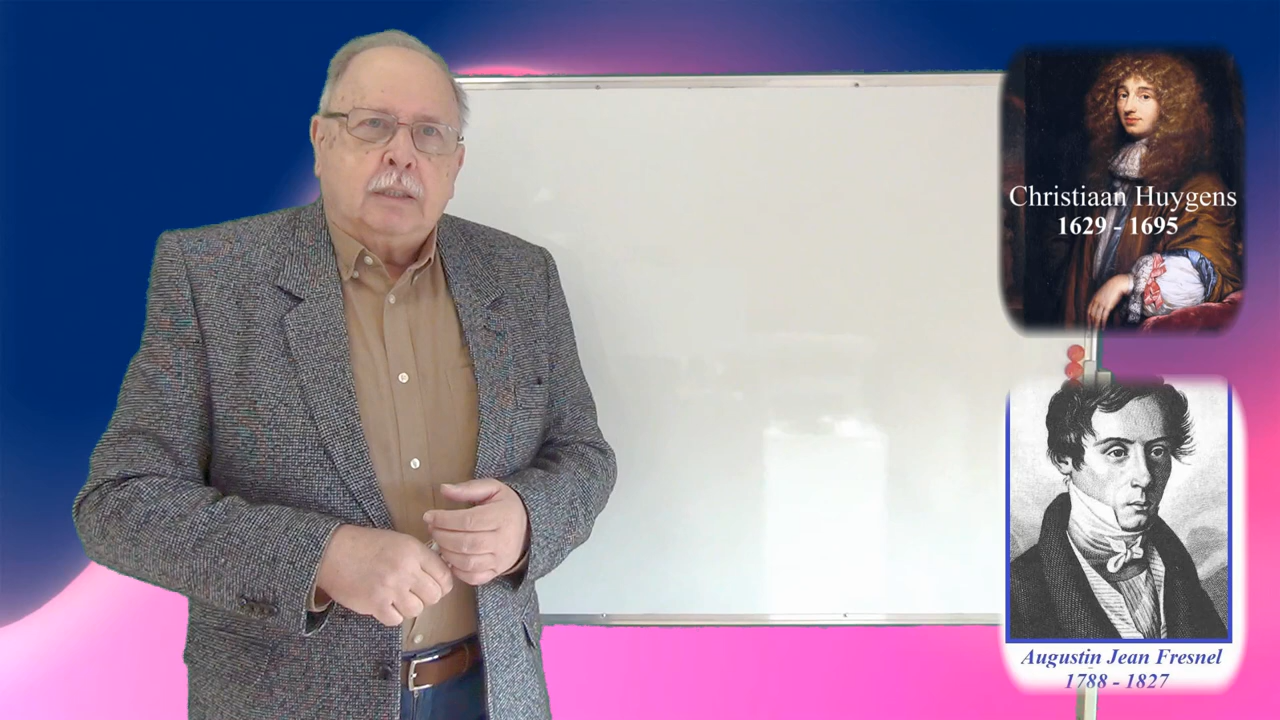 Christiaan Huygens
1629 - 1695
Augustin Jean Fresnel
1788 - 1827